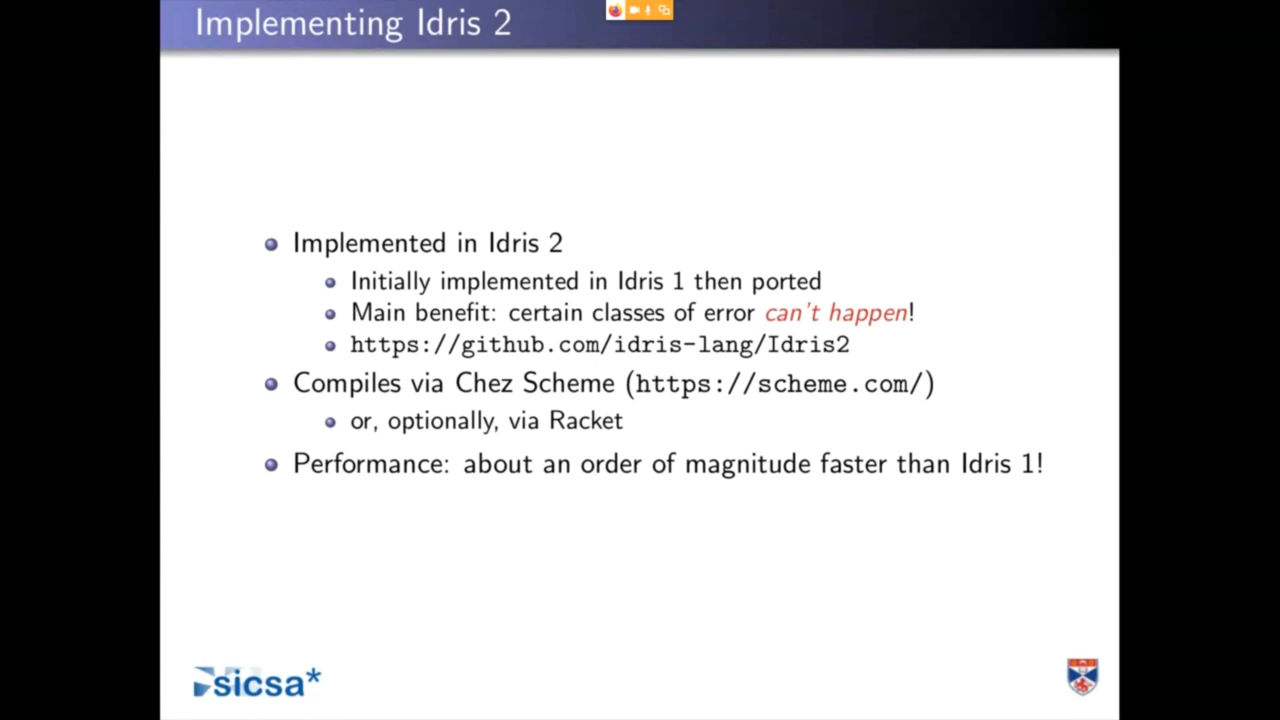 Implementing Idris 2
Implemented in Idris 2
Initially implemented in Idris 1 then ported
Main benefit: certain classes of error can't happen!
https://github.com/idris-lang/Idris2
Compiles via Chez Scheme (https://scheme.com/)
or, optionally, via Racket
Performance: about an order of magnitude faster than Idris 1!
sicsa*